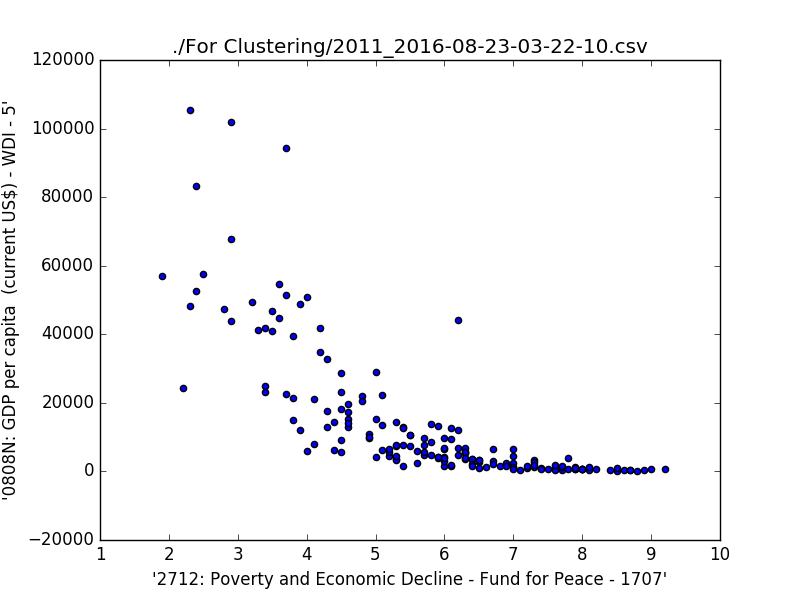 ./For Clustering/2011_2016-08-23-03-22-10.csv
120000
100000
80000
60000
40000
20000
0
−20000
1 2 3 4 5 6 7 8 9 10
'0808N: GDP per capita  (current US$) - WDI - 5'
'2712: Poverty and Economic Decline - Fund for Peace - 1707'